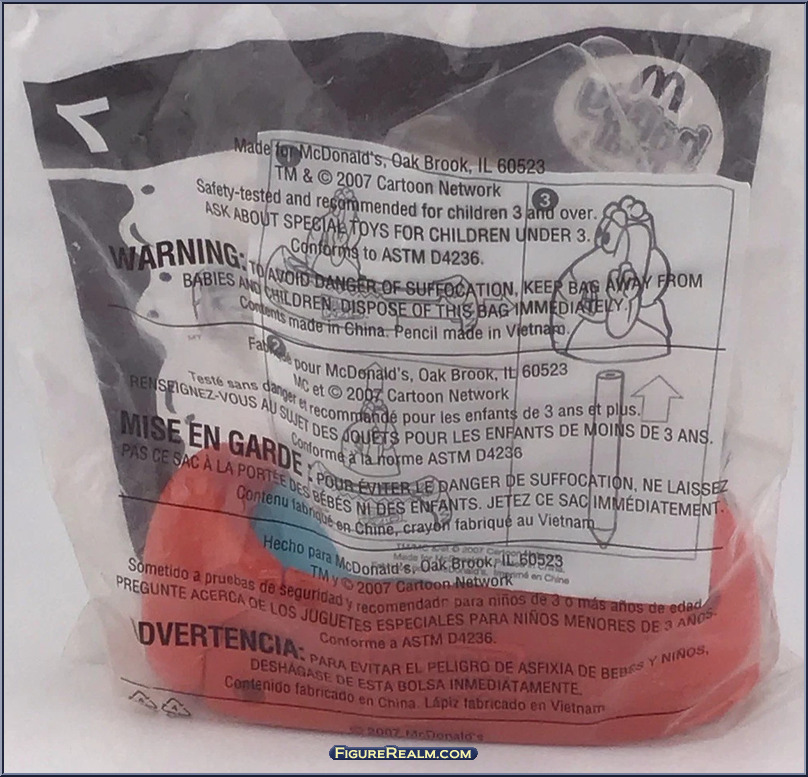 7
M
Made for McDonald's, Oak Brook, IL 60523
TM & © 2007 Cartoon Network
Safety-tested and recommended for children 3 and over.
ASK ABOUT SPECIAL TOYS FOR CHILDREN UNDER 3.
Conforms to ASTM D4236.
WARNING: TO AVOID DANGER OF SUFFOCATION, KEEP BAG AWAY FROM
BABIES AND CHILDREN. DISPOSE OF THIS BAG IMMEDIATELY.
Contents made in China. Pencil made in Vietnam.
3
2
Fabriqué pour McDonald's, Oak Brook, IL 60523
MC et © 2007 Cartoon Network
Testé sans danger et recommandé pour les enfants de 3 ans et plus.
RENSEIGNEZ-VOUS AU SUJET DES JOUETS POUR LES ENFANTS DE MOINS DE 3 ANS.
Conforme à la norme ASTM D4236
MISE EN GARDE : POUR ÉVITER LE DANGER DE SUFFOCATION, NE LAISSEZ
PAS CE SAC À LA PORTÉE DES BÉBÉS NI DES ENFANTS. JETEZ CE SAC IMMÉDIATEMENT.
Contenu fabriqué en Chine, crayon fabriqué au Vietnam
Hecho para McDonald's, Oak Brook, IL 60523
TM y © 2007 Cartoon Network
Sometido a pruebas de seguridad y recomendado para niños de 3 o más años de edad.
PREGUNTE ACERCA DE LOS JUGUETES ESPECIALES PARA NIÑOS MENORES DE 3 AÑOS.
Conforme a ASTM D4236.
ADVERTENCIA: PARA EVITAR EL PELIGRO DE ASFIXIA DE BEBES Y NIÑOS,
DESHÁGASE DE ESTA BOLSA INMEDIATAMENTE.
Contenido fabricado en China. Lápiz fabricado en Vietnam
© 2007 McDonald's
FIGUREREALM.COM